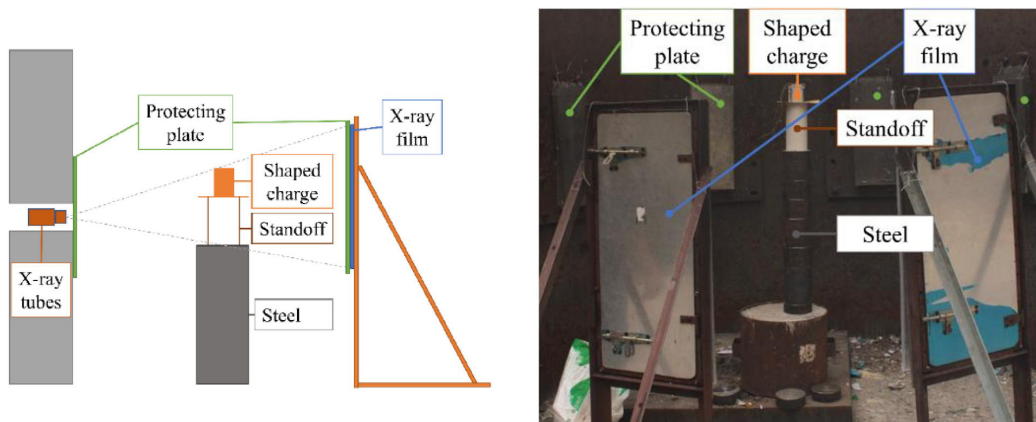 Protecting
plate
X-ray
film
Shaped
charge
Standoff
X-ray
tubes
Steel
Protecting
plate
Shaped
charge
X-ray
film
Standoff
Steel